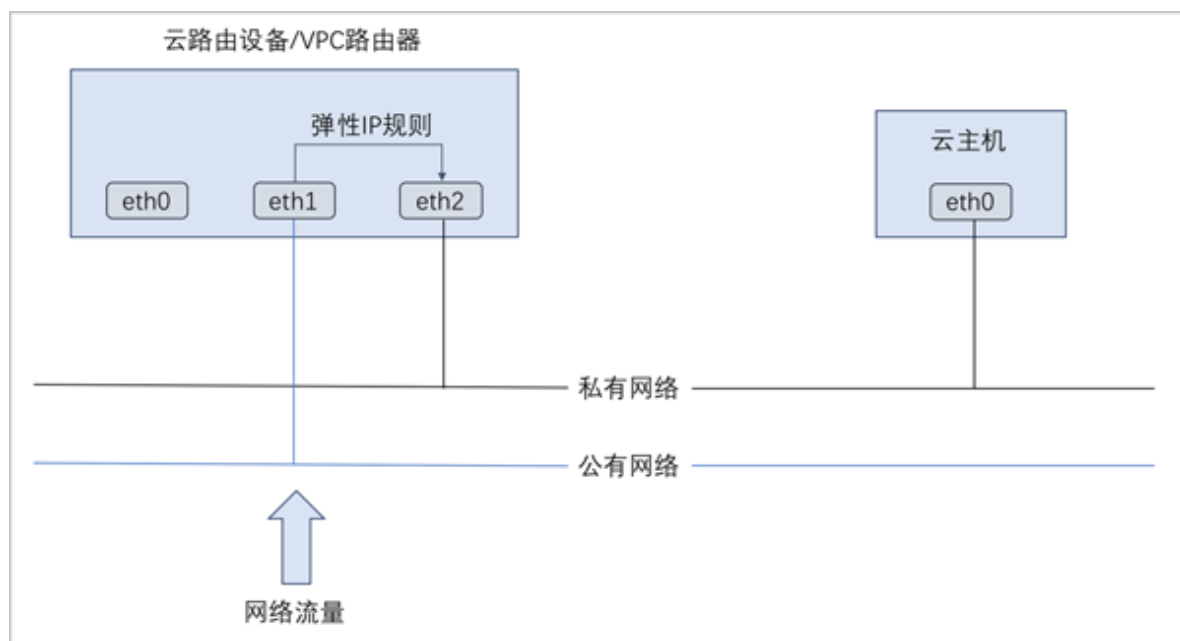 云路由设备/VPC路由器
弹性IP规则
云主机
eth0
eth1
eth2
eth0
私有网络
公有网络
网络流量